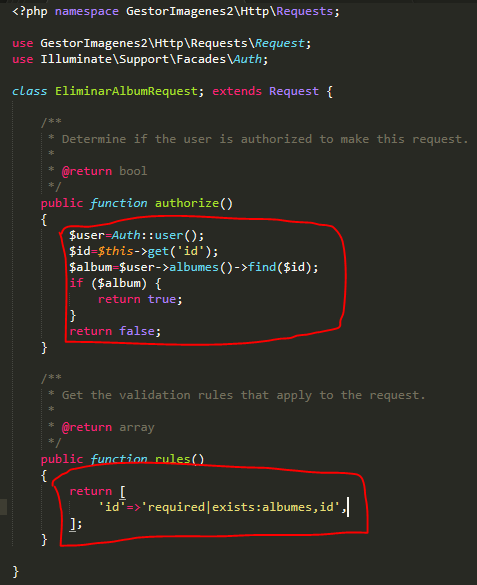 <?php namespace GestorImagenes2\Http\Requests;
use GestorImagenes2\Http\Requests\Request;
use Illuminate\Support\Facades\Auth;
class EliminarAlbumRequest; extends Request {
/**
* Determine if the user is authorized to make this request.
*
* @return bool
*/
public function authorize()
{
$user=Auth::user();
$id=$this->get('id');
$album=$user->albumes()->find($id);
if ($album) {
return true;
}
return false;
}
/**
* Get the validation rules that apply to the request.
*
* @return array
*/
public function rules()
{
return [
'id'=>'required|exists:albumes,id',
];
}
}